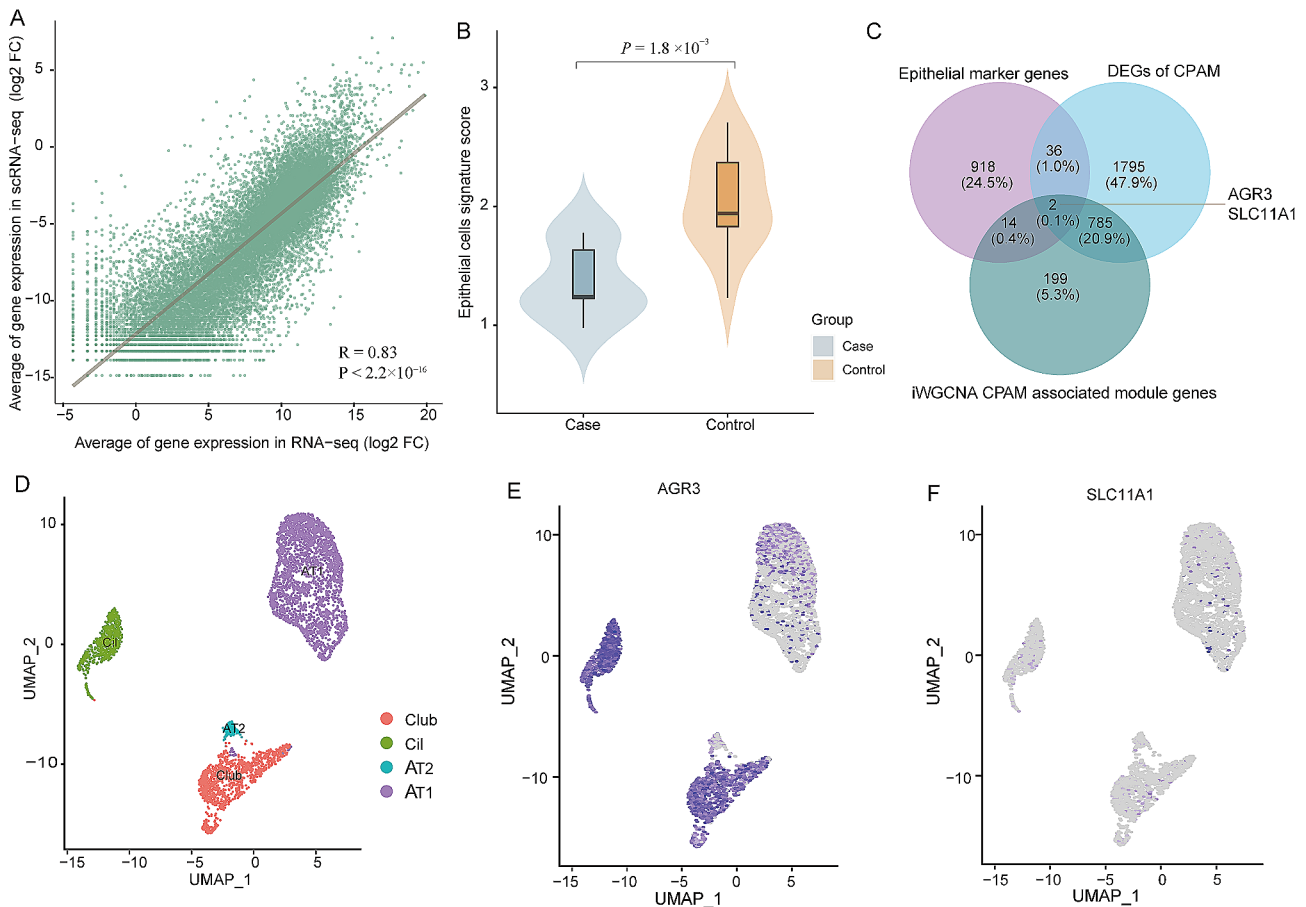 A
Average of gene expression in scRNA−seq (log2 FC)
5
0
−5
−10
−15
R = 0.83
P < 2.2×10⁻¹⁶
−5
0
5
10
15
20
Average of gene expression in RNA−seq (log2 FC)
B
P = 1.8 ×10⁻³
Epithelial cells signature score
3
2
1
Case
Control
Group
Case
Control
C
Epithelial marker genes
DEGs of CPAM
918
(24.5%)
36
(1.0%)
1795
(47.9%)
2
(0.1%)
AGR3
SLC11A1
14
(0.4%)
785
(20.9%)
199
(5.3%)
iWGCNA CPAM associated module genes
D
UMAP_2
10
0
−10
AT1
Cil
AT2
Club
Club
Cil
AT2
AT1
−15
−10
−5
0
5
UMAP_1
E
AGR3
UMAP_2
10
0
−10
−15
−10
−5
0
5
UMAP_1
F
SLC11A1
UMAP_2
10
0
−10
−15
−10
−5
0
5
UMAP_1